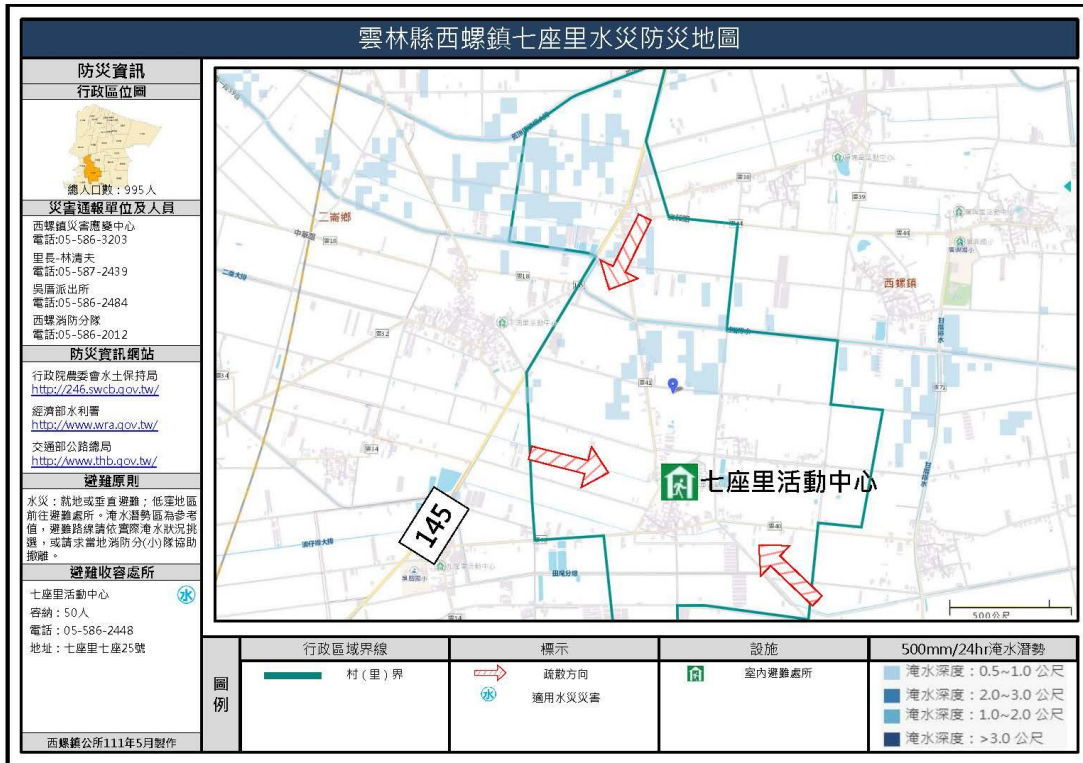 雲林縣西螺鎮七座里水災防災地圖
防災資訊
行政區位圖
總人口數：995人
災害通報單位及人員
西螺鎮災害應變中心
電話:05-586-3203
里長-林清夫
電話:05-587-2439
吳厝派出所
電話:05-586-2484
西螺消防分隊
電話:05-586-2012
防災資訊網站
行政院農委會水土保持局
http://246.swcb.gov.tw/
經濟部水利署
http://www.wra.gov.tw/
交通部公路總局
http://www.thb.gov.tw/
避難原則
水災：就地或垂直避難；低窪地區
前往避難處所。淹水潛勢區為參考
值，避難路線請依實際淹水狀況挑
選，或請求當地消防分(小)隊協助
撤離。
避難收容處所
七座里活動中心
水
容納：50人
電話：05-586-2448
地址：七座里七座25號
西螺鎮公所111年5月製作
二崙鄉
西螺鎮
七座里活動中心
145
500公尺
圖例
行政區域界線
村(里)界
標示
疏散方向
水
適用水災災害
設施
室內避難處所
500mm/24hr淹水潛勢
淹水深度：0.5~1.0 公尺
淹水深度：2.0~3.0 公尺
淹水深度：1.0~2.0 公尺
淹水深度：>3.0 公尺